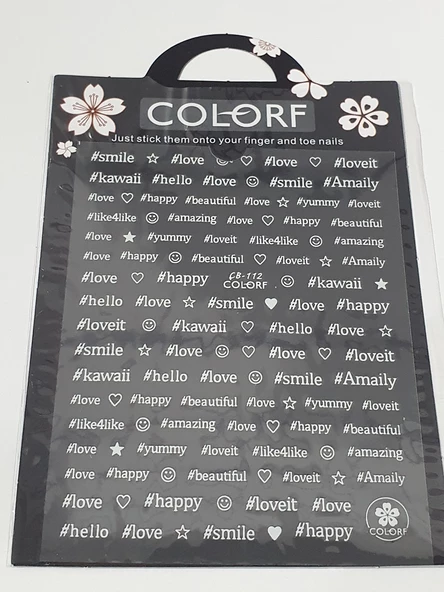 COLORF
Just stick them onto your finger and toe nails
#smile ☆ #love ☺ ♡ #love ♡ #loveit
#kawaii #hello #love ☺ #smile #Amaily
#love ♡ #happy #beautiful #love ☆ #yummy #loveit
#like4like ☺ #amazing #love ♡ #happy #beautiful
#love ★ #yummy #loveit #like4like ☺ #amazing
#love #happy ☺ #beautiful ♡ #loveit ☆ #Amaily
#love ♡ #happy CB-112 COLORF ☺ #kawaii ★
#hello #love ☆ #smile ♥ #love #happy
#loveit ☺ #kawaii ♡ #hello #love ☆
#smile ☆ #love ☺ ♡ #love ♡ #loveit
#kawaii #hello #love ☺ #smile #Amaily
#love ♡ #happy #beautiful #love ☆ #yummy #loveit
#like4like ☺ #amazing #love ♡ #happy #beautiful
#love ★ #yummy #loveit #like4like ☺ #amazing
#love #happy ☺ #beautiful ♡ #loveit ☆ #Amaily
#love ♡ #happy ☺ #loveit #love
#hello #love ☆ #smile ♥ #happy
COLORF